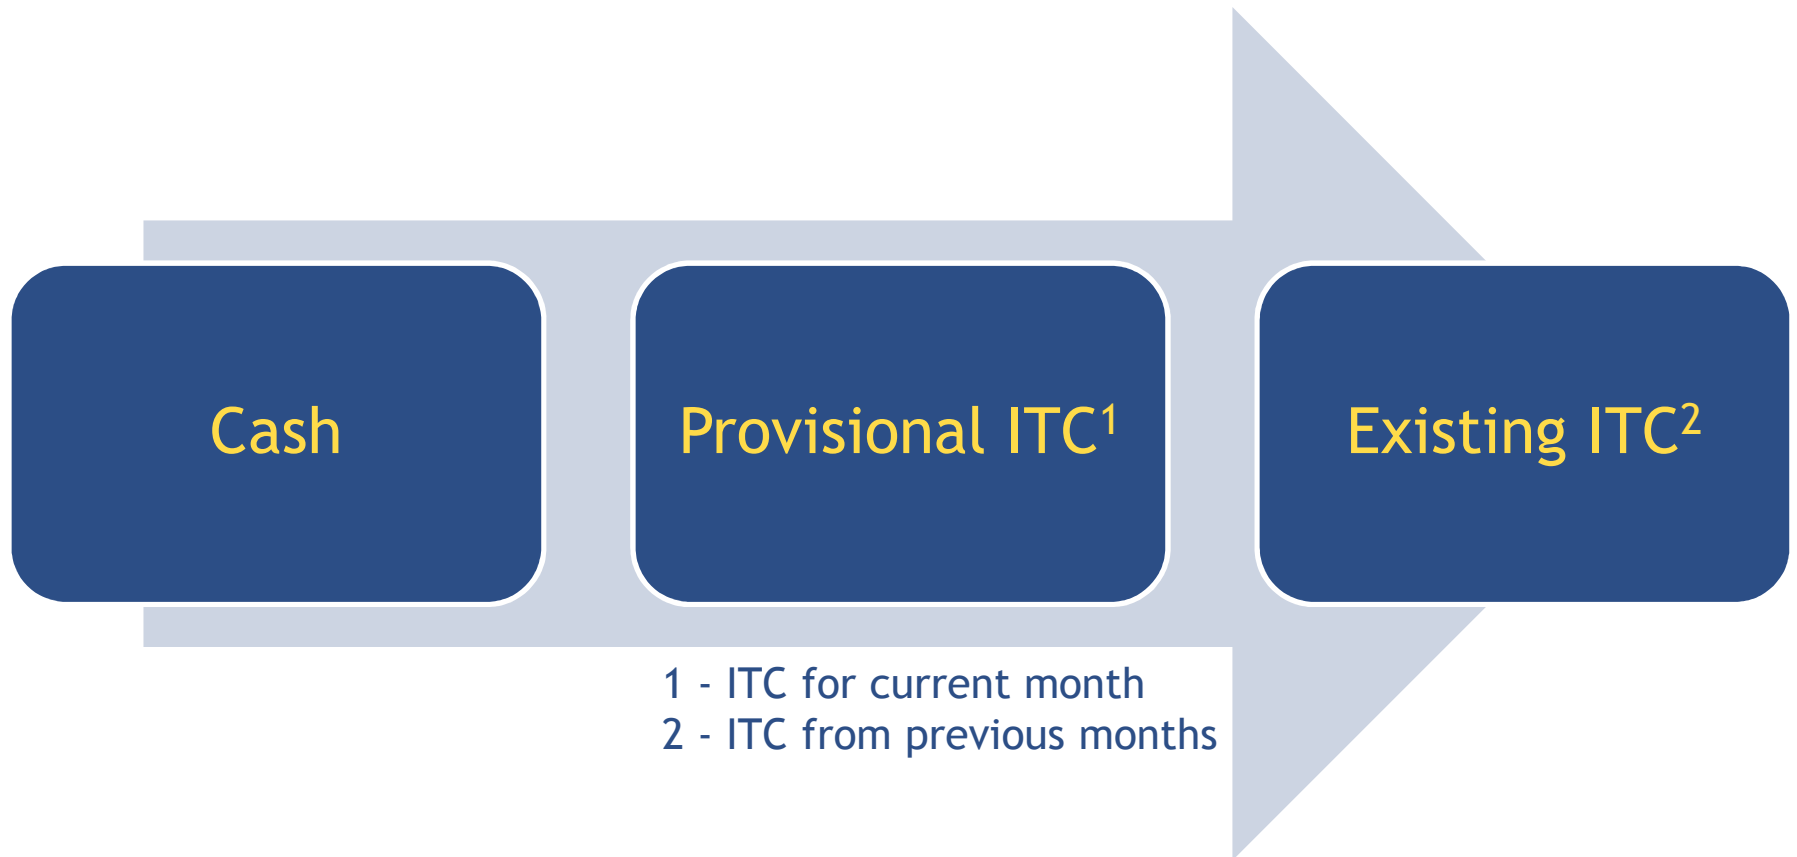 Cash
Provisional ITC¹
Existing ITC²
1 - ITC for current month
2 - ITC from previous months